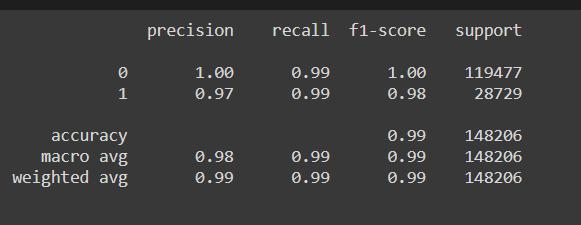 precision recall f1-score support
0 1.00 0.99 1.00 119477
1 0.97 0.99 0.98 28729
accuracy 0.99 148206
macro avg 0.98 0.99 0.99 148206
weighted avg 0.99 0.99 0.99 148206